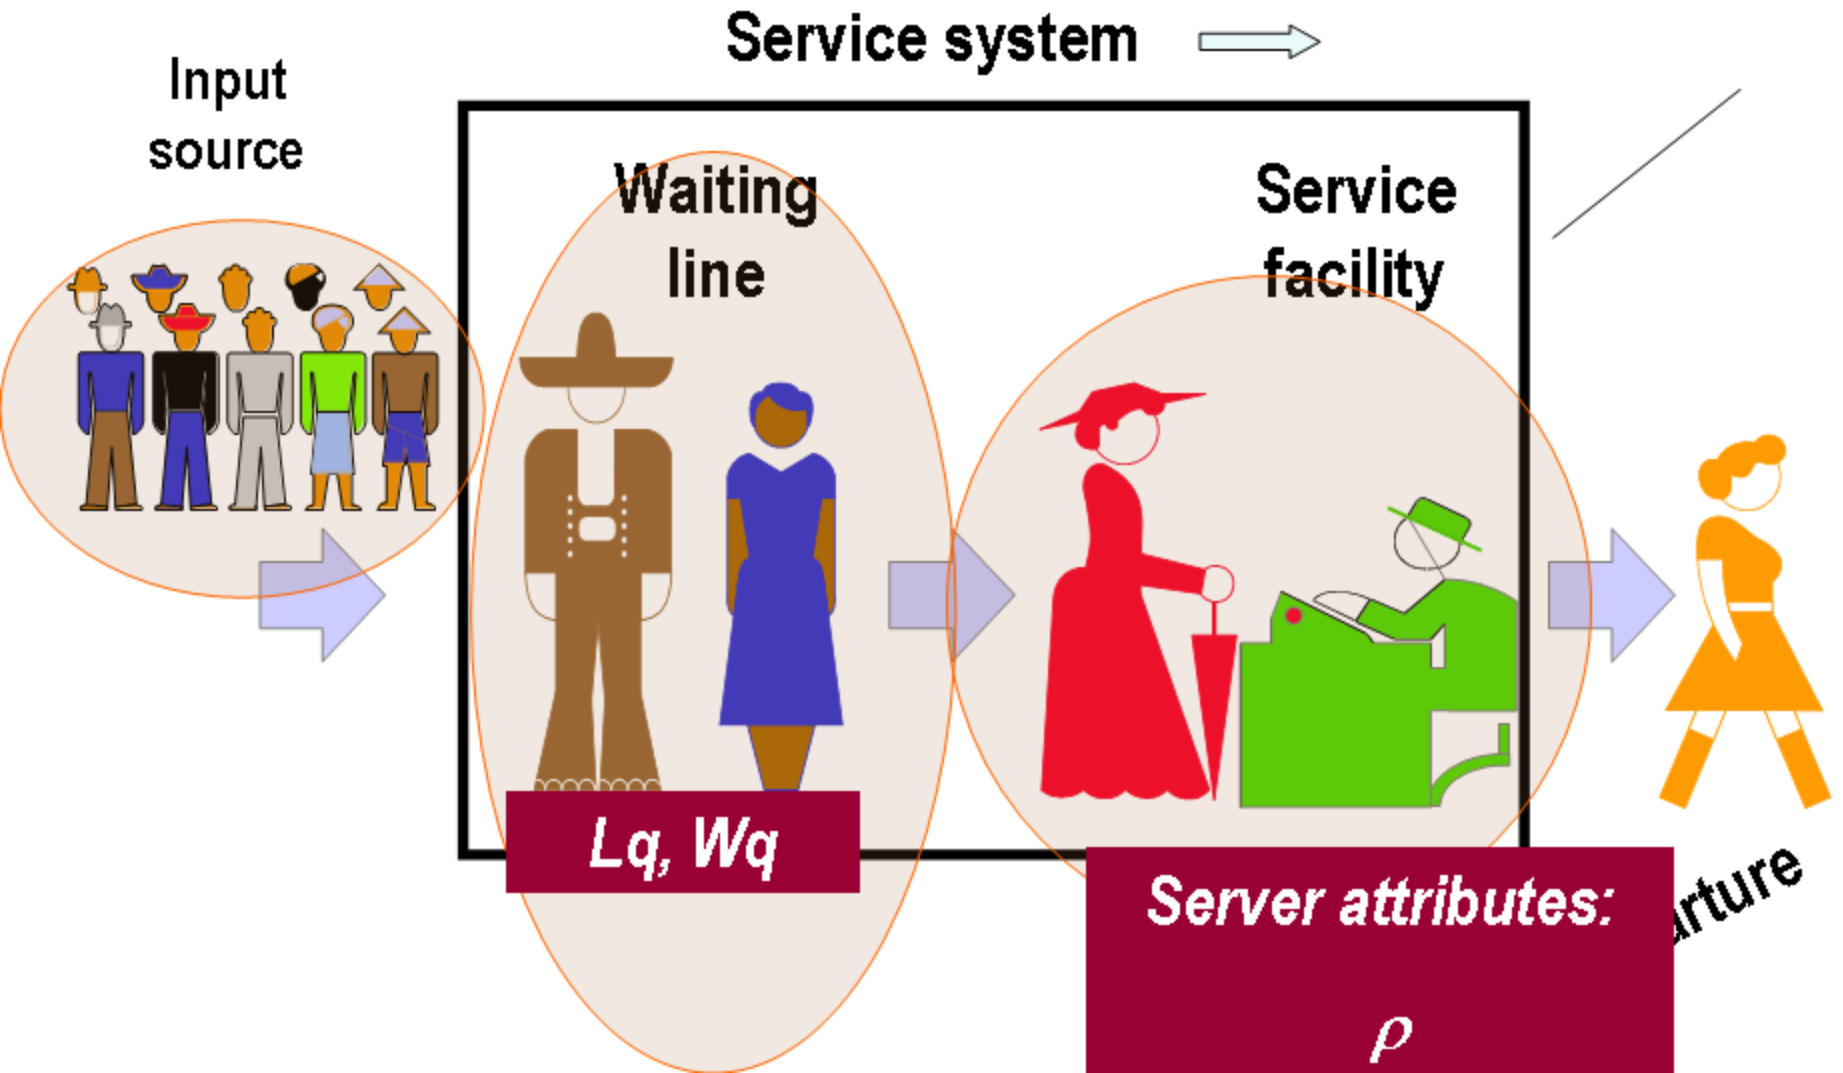 Service system
Input
source
Waiting
line
Service
facility
Lq, Wq
Server attributes:
ρ